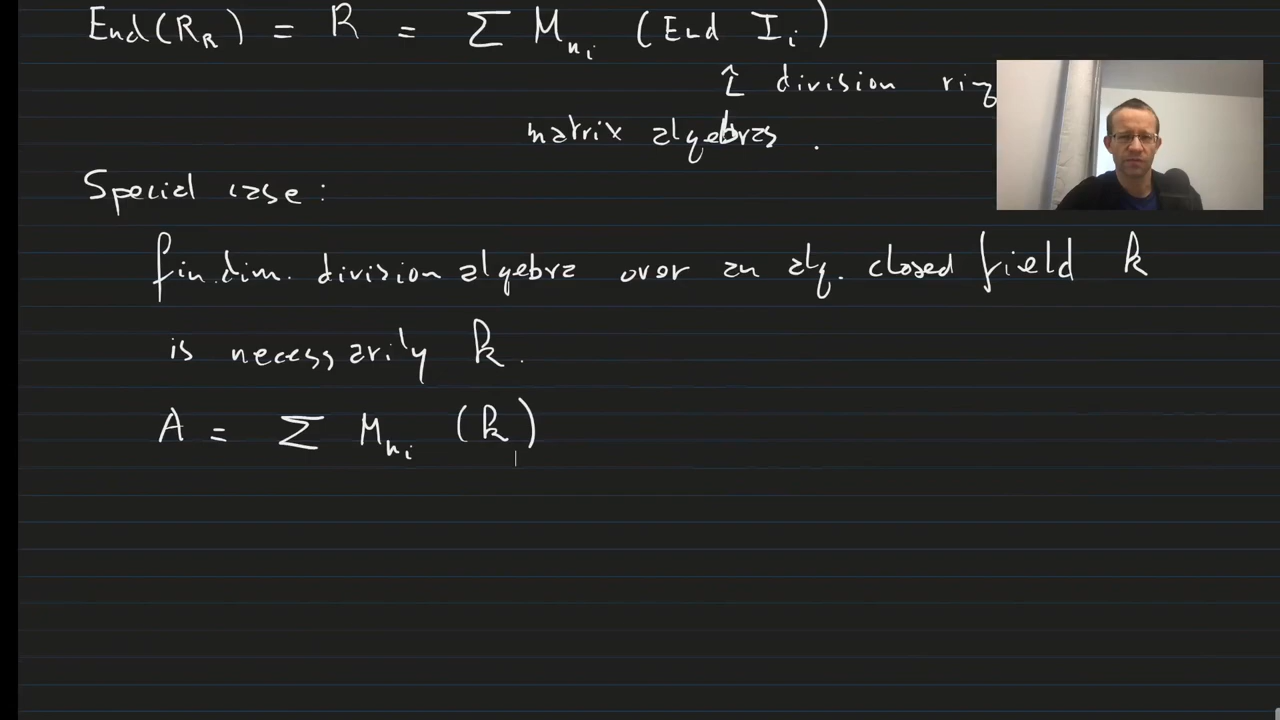 End(R_R) = R = Σ M_{n_i} (End I_i)
↑ division ring
matrix algebras .
Special case :
fin.dim. division algebra over an alg. closed field k
is necessarily k .
A = Σ M_{n_i} (k)